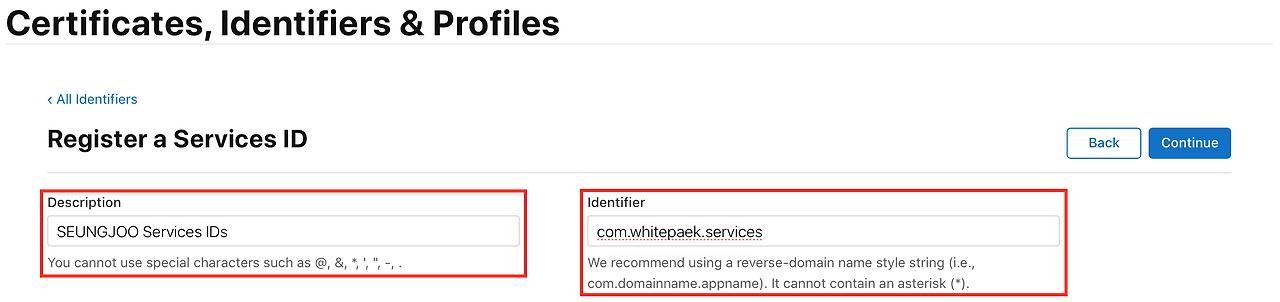 Certificates, Identifiers & Profiles
‹ All Identifiers
Register a Services ID
Back
Continue
Description
SEUNGJOO Services IDs
You cannot use special characters such as @, &, *, ', ", -, .
Identifier
com.whitepaek.services
We recommend using a reverse-domain name style string (i.e.,
com.domainname.appname). It cannot contain an asterisk (*).